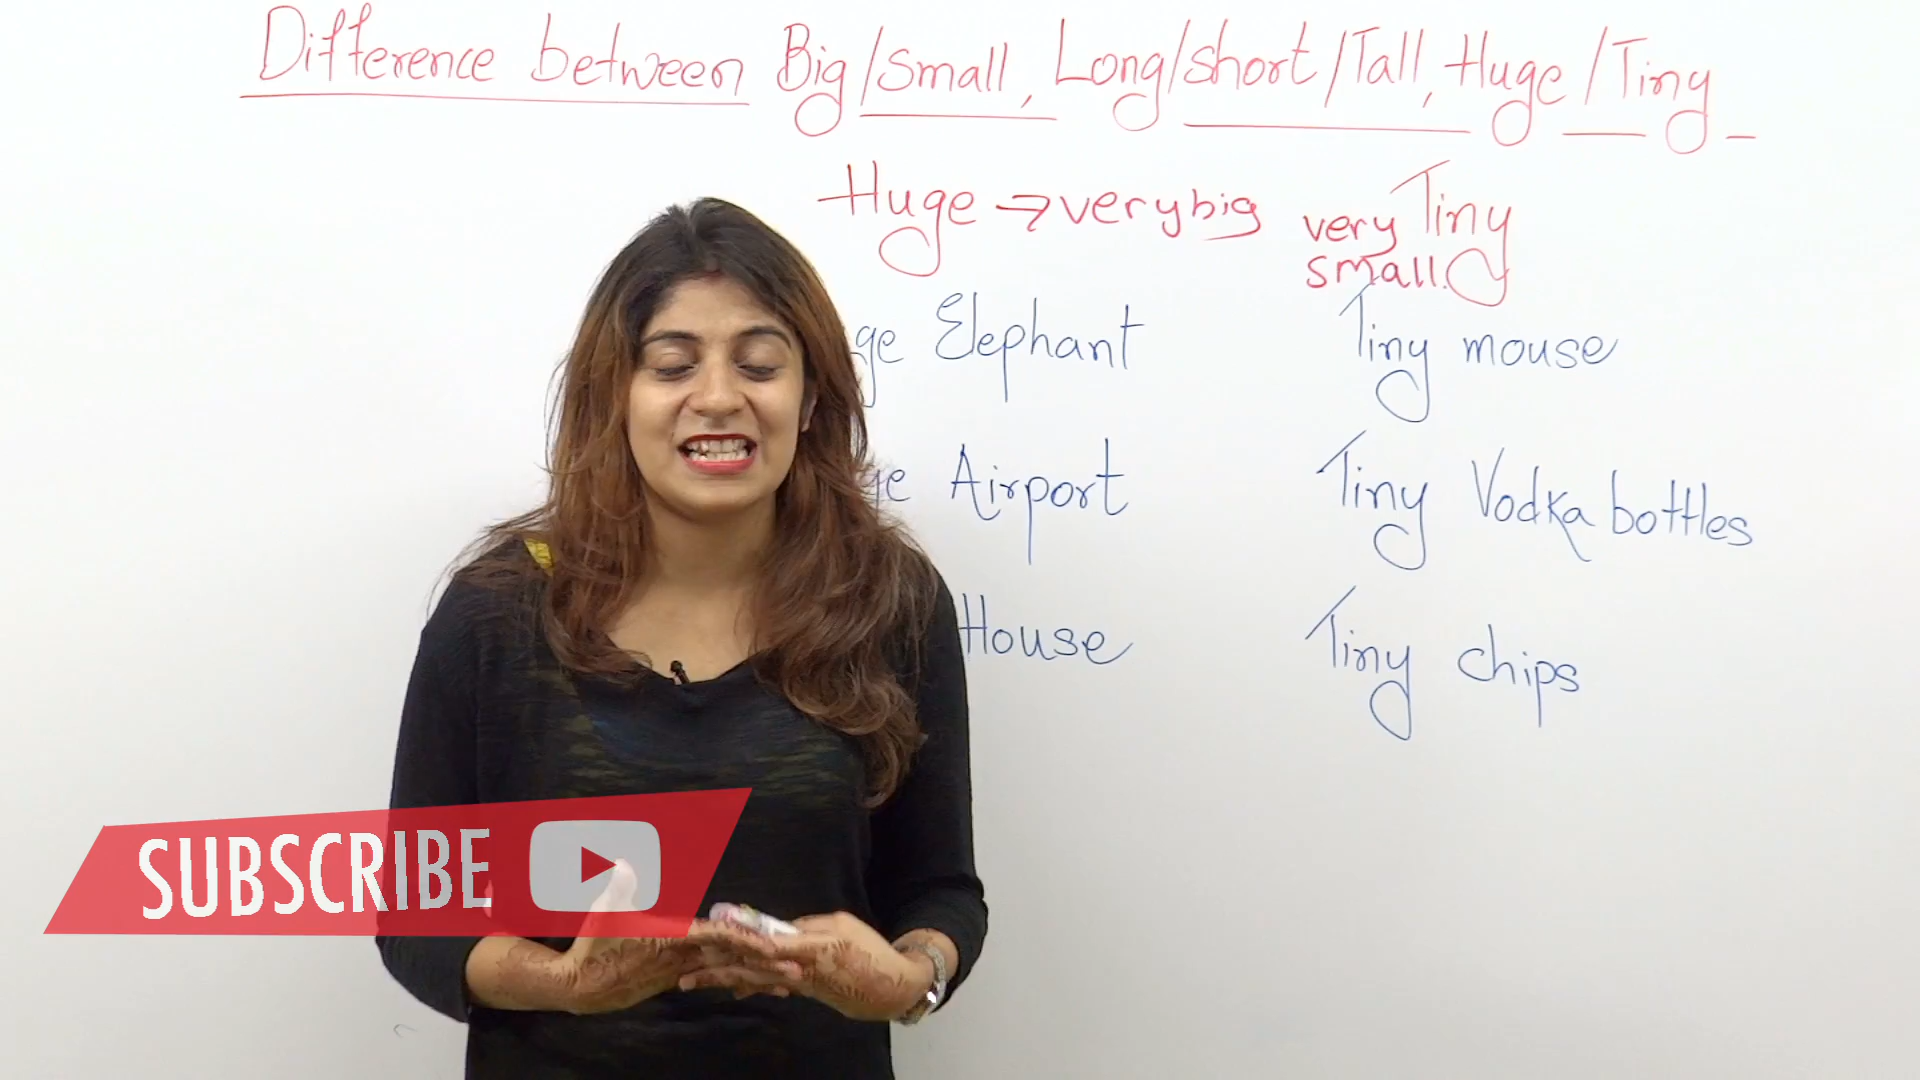 Difference between Big/Small, Long/short/Tall, Huge/Tiny
Huge → very big
very Tiny
small.
Elephant
Tiny mouse
Airport
Tiny Vodka bottles
House
Tiny chips
SUBSCRIBE